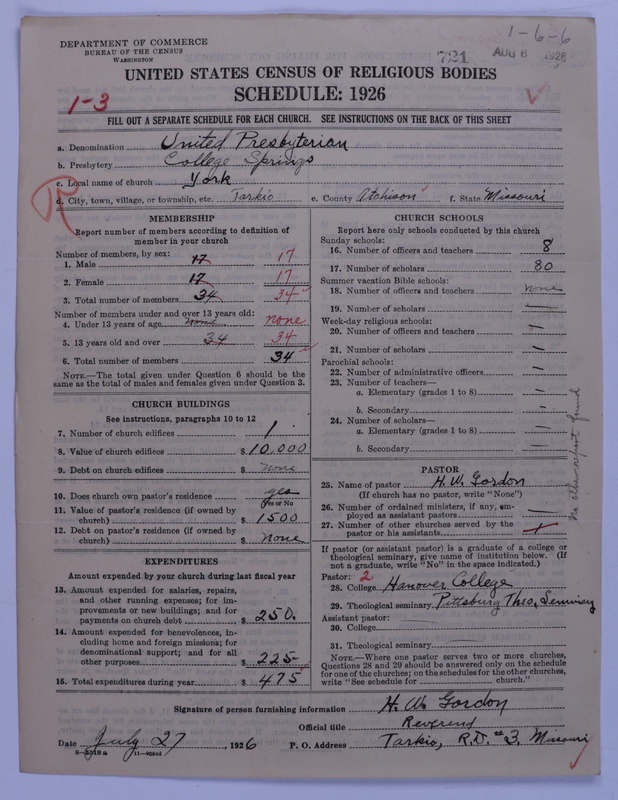 1-6-6
DEPARTMENT OF COMMERCE
BUREAU OF THE CENSUS
WASHINGTON
721 AUG 6 1926
UNITED STATES CENSUS OF RELIGIOUS BODIES
SCHEDULE: 1926
1-3
FILL OUT A SEPARATE SCHEDULE FOR EACH CHURCH. SEE INSTRUCTIONS ON THE BACK OF THIS SHEET
a. Denomination United Presbyterian
b. Presbytery College Springs
c. Local name of church York
d. City, town, village, or township, etc. Tarkio e. County Atchison f. State Missouri
R
MEMBERSHIP
Report number of members according to definition of
member in your church
Number of members, by sex:
1. Male 17 17
2. Female 17 17
3. Total number of members 34 34
Number of members under and over 13 years old:
4. Under 13 years of age none none
5. 13 years old and over 34 34
6. Total number of members 34
NOTE.—The total given under Question 6 should be the
same as the total of males and females given under Question 3.
CHURCH BUILDINGS
See instructions, paragraphs 10 to 12
7. Number of church edifices 1
8. Value of church edifices $ 10,000
9. Debt on church edifices $ none
10. Does church own pastor's residence yes
Yes or No
11. Value of pastor's residence (if owned by
church) $ 1500
12. Debt on pastor's residence (if owned by
church) $ None
EXPENDITURES
Amount expended by your church during last fiscal year
13. Amount expended for salaries, repairs,
and other running expenses; for im-
provements or new buildings; and for
payments on church debt $ 250.
14. Amount expended for benevolences, in-
cluding home and foreign missions; for
denominational support; and for all
other purposes $ 225
15. Total expenditures during year $ 475
CHURCH SCHOOLS
Report here only schools conducted by this church
Sunday schools:
16. Number of officers and teachers 8
17. Number of scholars 80
Summer vacation Bible schools:
18. Number of officers and teachers none
19. Number of scholars —
Week-day religious schools:
20. Number of officers and teachers —
21. Number of scholars —
Parochial schools:
22. Number of administrative officers —
23. Number of teachers—
a. Elementary (grades 1 to 8) —
b. Secondary —
24. Number of scholars—
a. Elementary (grades 1 to 8) —
b. Secondary —
No other report found
PASTOR
25. Name of pastor H. W. Gordon
(If church has no pastor, write "None")
26. Number of ordained ministers, if any, em-
ployed as assistant pastors —
27. Number of other churches served by the
pastor or his assistants
If pastor (or assistant pastor) is a graduate of a college or
theological seminary, give name of institution below. (If
not a graduate, write "No" in the space indicated.)
Pastor: 2
28. College Hanover College
29. Theological seminary Pittsburg Theo. Seminary
Assistant pastor:
30. College
31. Theological seminary
NOTE.—Where one pastor serves two or more churches,
Questions 28 and 29 should be answered only on the schedule
for one of the churches; on the schedules for the other churches,
write "See schedule for church."
Signature of person furnishing information H. W. Gordon
Official title Reverend
Date July 27 1926 P. O. Address Tarkio, R.D. #3, Missouri